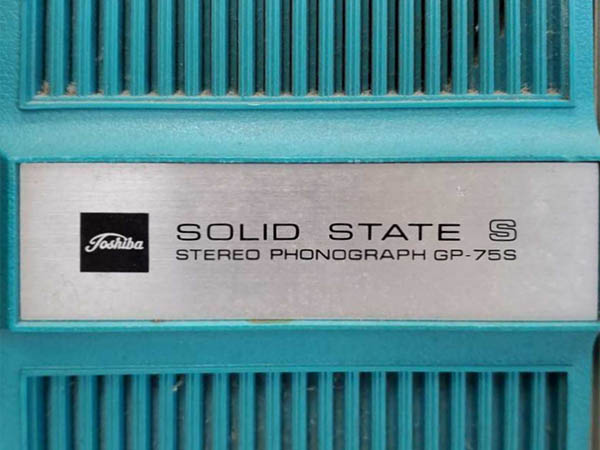 Toshiba
SOLID STATE S
STEREO PHONOGRAPH GP-75S